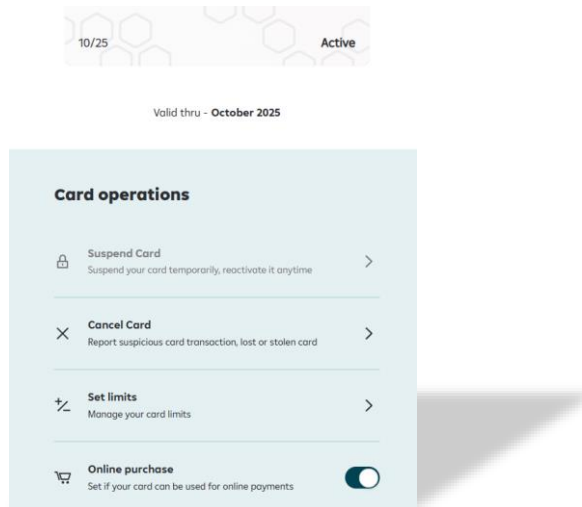 10/25 Active
Valid thru - October 2025
Card operations
Suspend Card
Suspend your card temporarily, reactivate it anytime
Cancel Card
Report suspicious card transaction, lost or stolen card
Set limits
Manage your card limits
Online purchase
Set if your card can be used for online payments